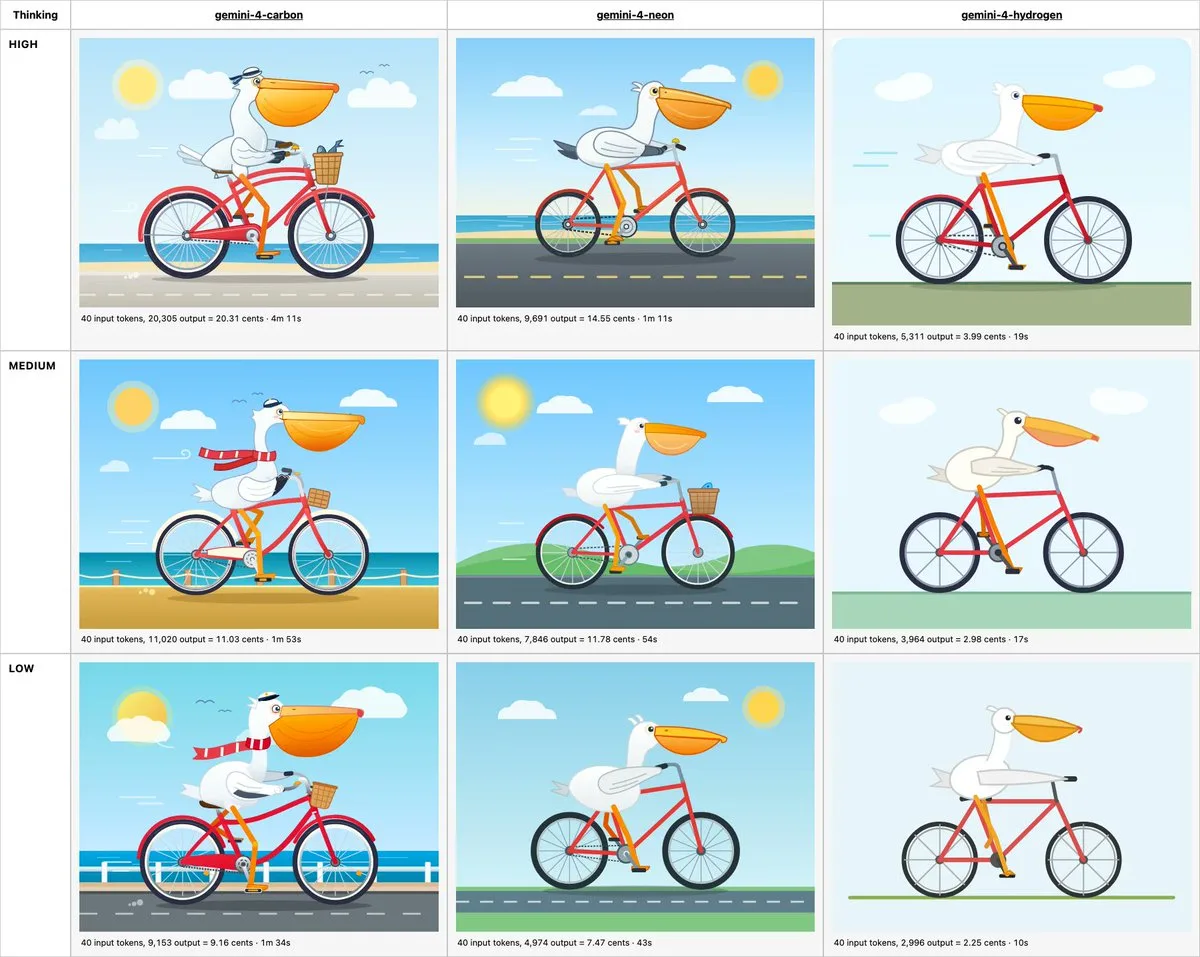 Thinking
gemini-4-carbon
gemini-4-neon
gemini-4-hydrogen
HIGH
40 input tokens, 20,305 output = 20.31 cents · 4m 11s
40 input tokens, 9,691 output = 14.55 cents · 1m 11s
40 input tokens, 5,311 output = 3.99 cents · 19s
MEDIUM
40 input tokens, 11,020 output = 11.03 cents · 1m 53s
40 input tokens, 7,846 output = 11.78 cents · 54s
40 input tokens, 3,964 output = 2.98 cents · 17s
LOW
40 input tokens, 9,153 output = 9.16 cents · 1m 34s
40 input tokens, 4,974 output = 7.47 cents · 43s
40 input tokens, 2,996 output = 2.25 cents · 10s